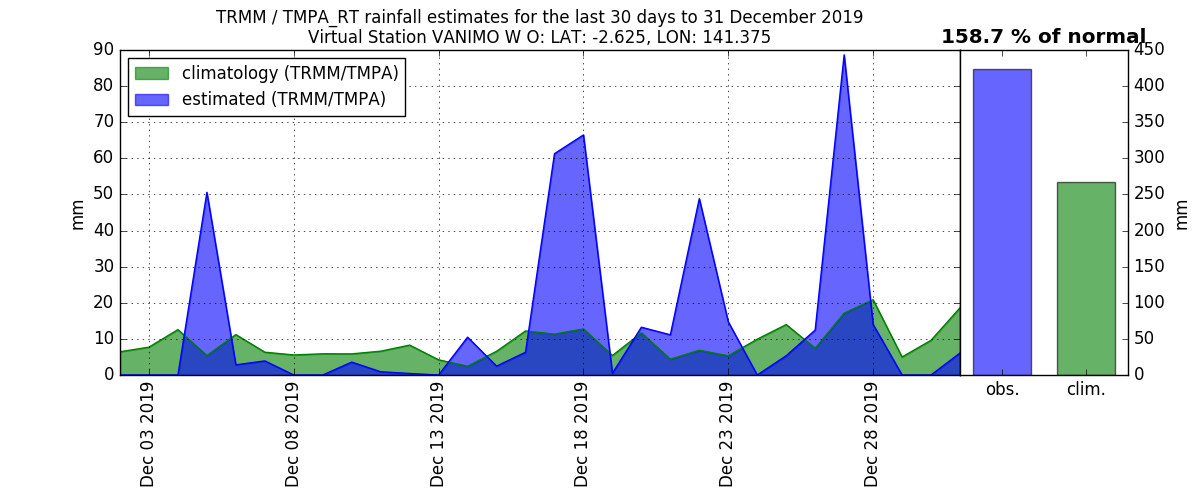 TRMM / TMPA_RT rainfall estimates for the last 30 days to 31 December 2019
Virtual Station VANIMO W O: LAT: -2.625, LON: 141.375
158.7 % of normal
climatology (TRMM/TMPA)
estimated (TRMM/TMPA)
90
80
70
60
50
40
30
20
10
0
mm
Dec 03 2019
Dec 08 2019
Dec 13 2019
Dec 18 2019
Dec 23 2019
Dec 28 2019
450
400
350
300
250
200
150
100
50
0
mm
obs.
clim.